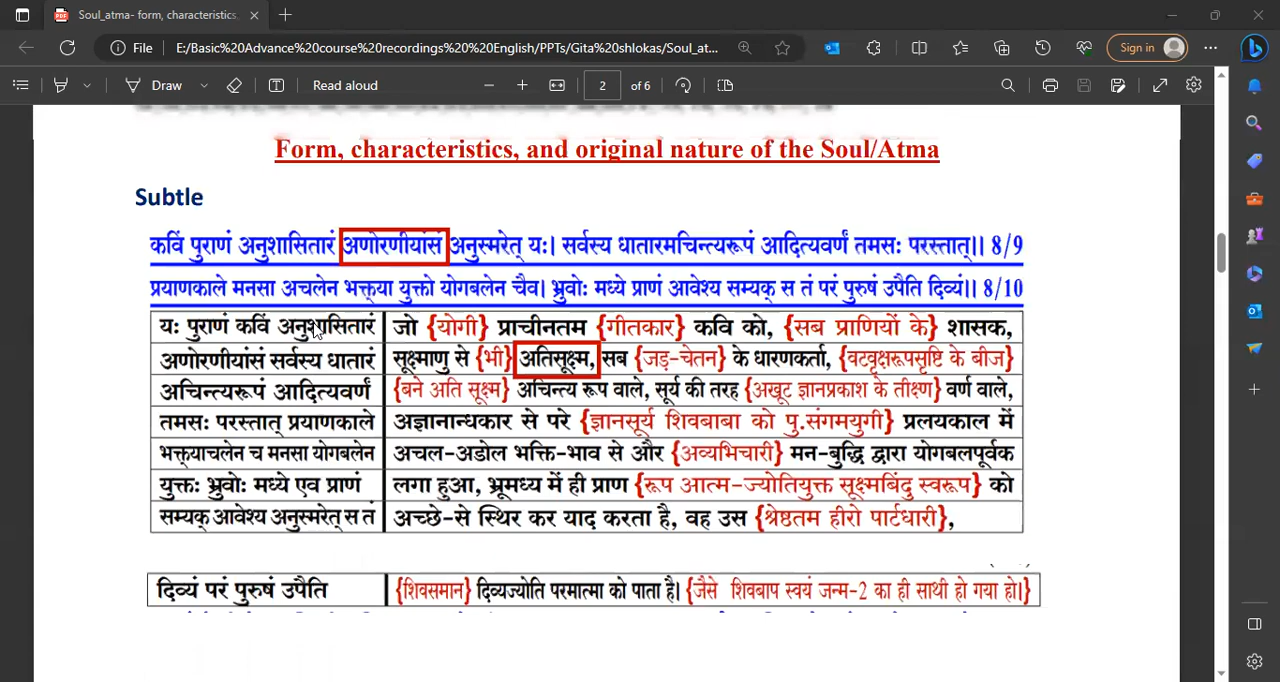 Soul_atma- form, characteristics,
File
E:/Basic%20Advance%20course%20recordings%20%20English/PPTs/Gita%20shlokas/Soul_at...
Sign in
Draw
Read aloud
2
of 6
Form, characteristics, and original nature of the Soul/Atma
Subtle
कविं पुराणं अनुशासितारं अणोरणीयांसं अनुस्मरेत् यः। सर्वस्य धातारमचिन्त्यरूपं आदित्यवर्णं तमसः परस्तात्।। 8/9
प्रयाणकाले मनसा अचलेन भक्त्या युक्तो योगबलेन चैव। भ्रुवोः मध्ये प्राणं आवेश्य सम्यक् स तं परं पुरुषं उपैति दिव्यं।। 8/10
यः पुराणं कविं अनुशासितारं जो {योगी} प्राचीनतम {गीतकार} कवि को, {सब प्राणियों के} शासक,
अणोरणीयांसं सर्वस्य धातारं सूक्ष्माणु से {भी} अतिसूक्ष्म, सब {जड़-चेतन} के धारणकर्ता, {वटवृक्षरूपसृष्टि के बीज}
अचिन्त्यरूपं आदित्यवर्णं {बने अति सूक्ष्म} अचिन्त्य रूप वाले, सूर्य की तरह {अखूट ज्ञानप्रकाश के तीक्ष्ण} वर्ण वाले,
तमसः परस्तात् प्रयाणकाले अज्ञानान्धकार से परे {ज्ञानसूर्य शिवबाबा को पु.संगमयुगी} प्रलयकाल में
भक्त्याचलेन च मनसा योगबलेन अचल-अडोल भक्ति-भाव से और {अव्यभिचारी} मन-बुद्धि द्वारा योगबलपूर्वक
युक्तः भ्रुवोः मध्ये एव प्राणं लगा हुआ, भ्रूमध्य में ही प्राण {रूप आत्म-ज्योतियुक्त सूक्ष्मबिंदु स्वरूप} को
सम्यक् आवेश्य अनुस्मरेत् स तं अच्छे-से स्थिर कर याद करता है, वह उस {श्रेष्ठतम हीरो पार्टधारी},
दिव्यं परं पुरुषं उपैति {शिवसमान} दिव्यज्योति परमात्मा को पाता है। {जैसे शिवबाप स्वयं जन्म-2 का ही साथी हो गया हो।}